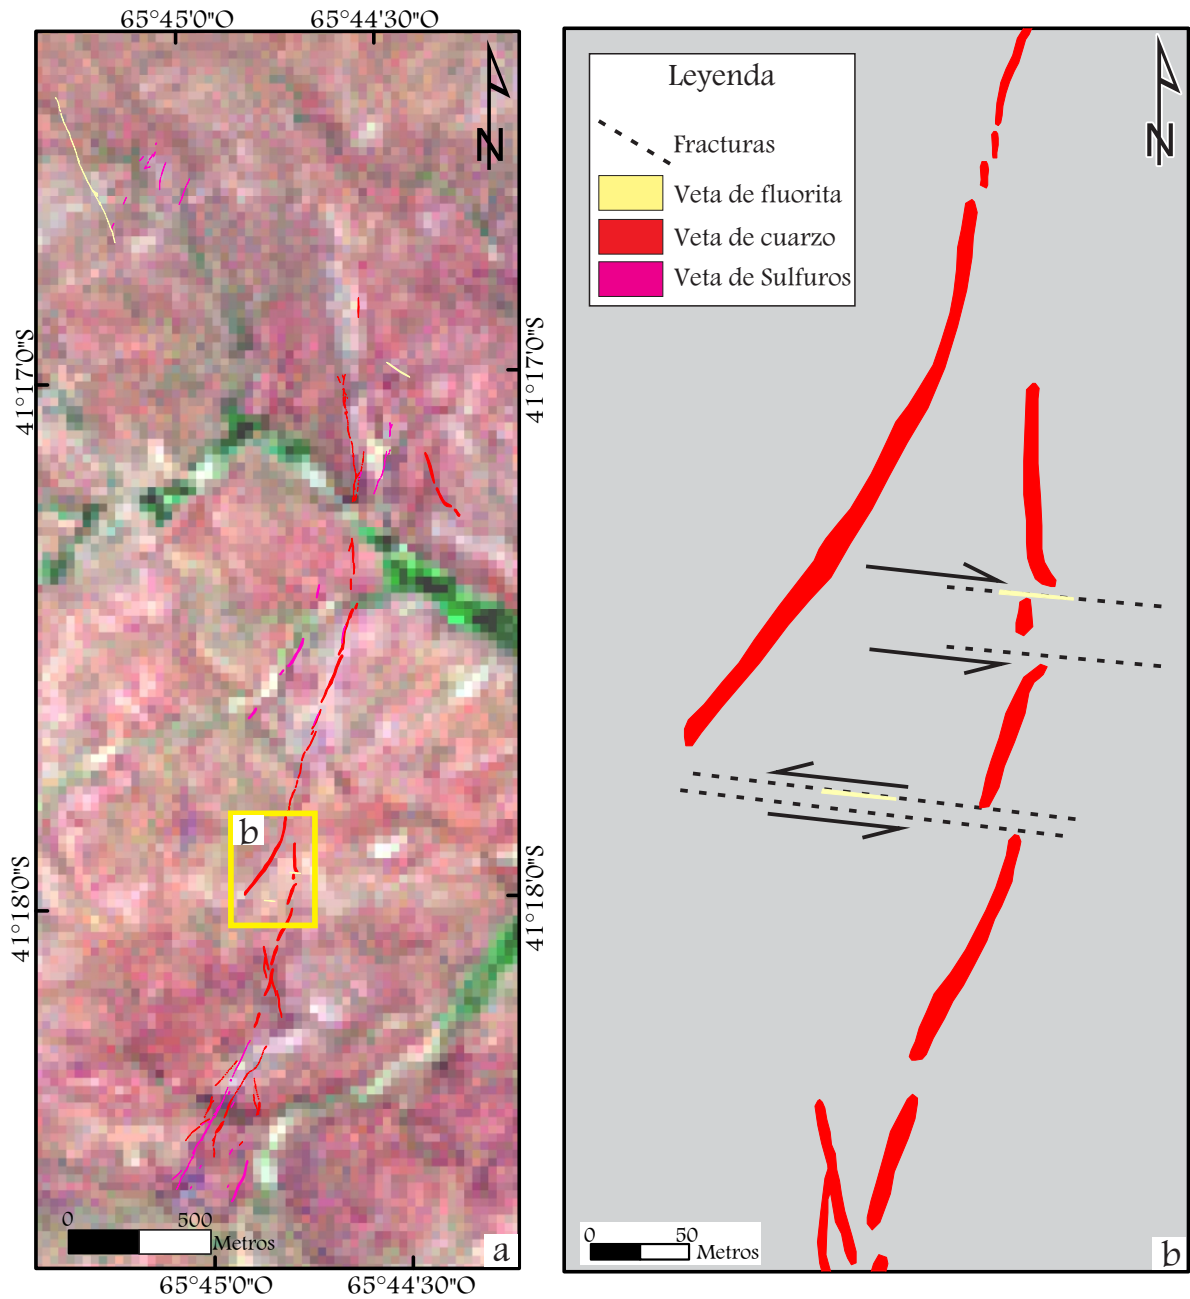 65°45'0"O 65°44'30"O
N
41°17'0"S
41°17'0"S
b
41°18'0"S
41°18'0"S
0 500
Metros
a
65°45'0"O 65°44'30"O
Leyenda
Fracturas
Veta de fluorita
Veta de cuarzo
Veta de Sulfuros
N
0 50
Metros
b